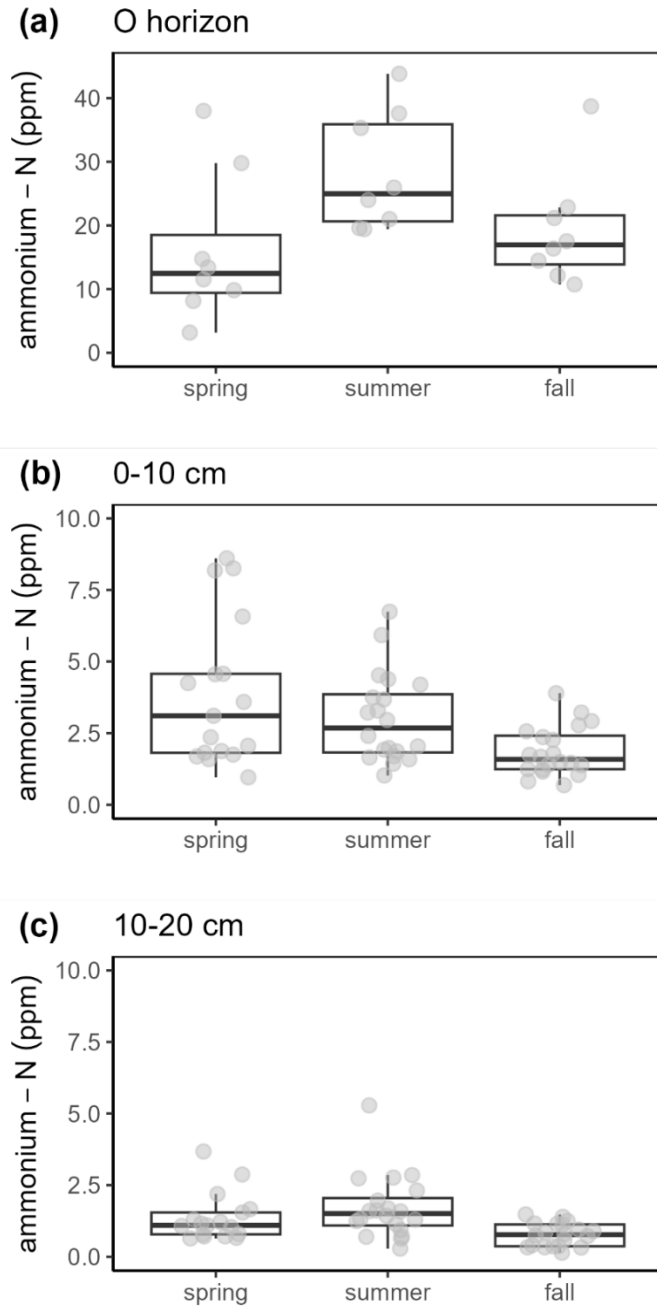 (a) O horizon
ammonium – N (ppm)
40
30
20
10
0
spring summer fall
(b) 0-10 cm
ammonium – N (ppm)
10.0
7.5
5.0
2.5
0.0
spring summer fall
(c) 10-20 cm
ammonium – N (ppm)
10.0
7.5
5.0
2.5
0.0
spring summer fall